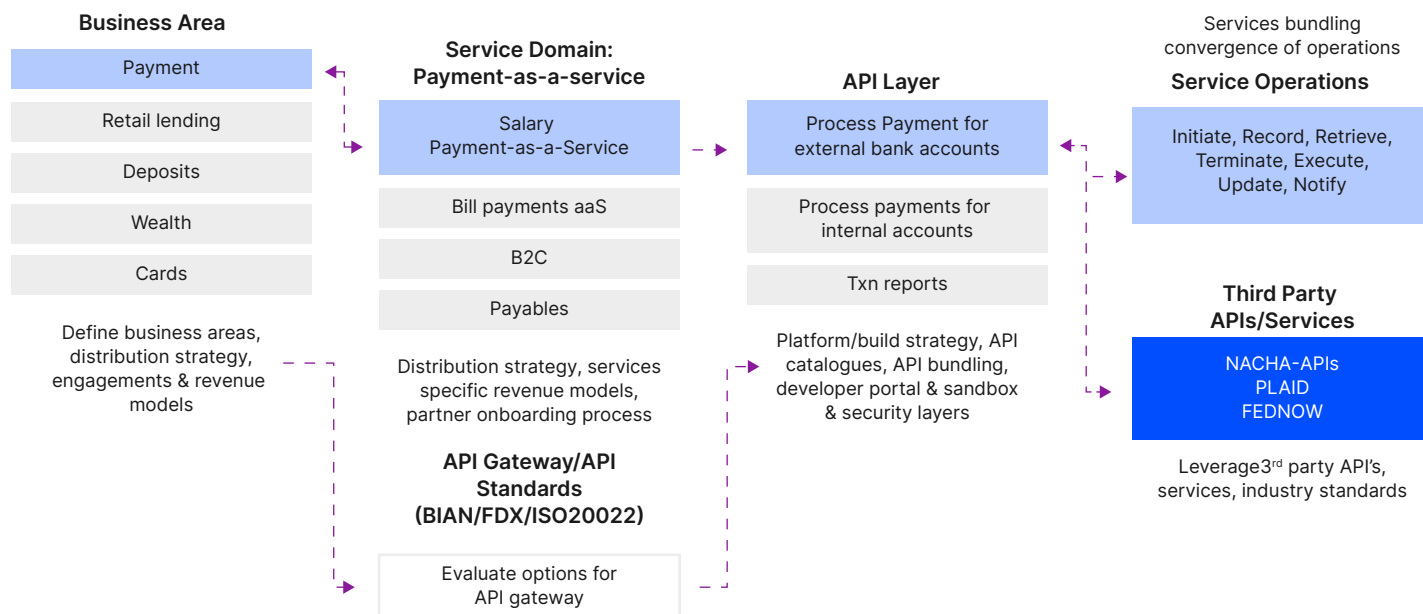 Business Area
Payment
Retail lending
Deposits
Wealth
Cards
Define business areas,
distribution strategy,
engagements & revenue
models
Service Domain:
Payment-as-a-service
Salary
Payment-as-a-Service
Bill payments aaS
B2C
Payables
Distribution strategy, services
specific revenue models,
partner onboarding process
API Gateway/API
Standards
(BIAN/FDX/ISO20022)
Evaluate options for
API gateway
API Layer
Process Payment for
external bank accounts
Process payments for
internal accounts
Txn reports
Platform/build strategy, API
catalogues, API bundling,
developer portal & sandbox
& security layers
Services bundling
convergence of operations
Service Operations
Initiate, Record, Retrieve,
Terminate, Execute,
Update, Notify
Third Party
APIs/Services
NACHA-APIs
PLAID
FEDNOW
Leverage3rd party API's,
services, industry standards